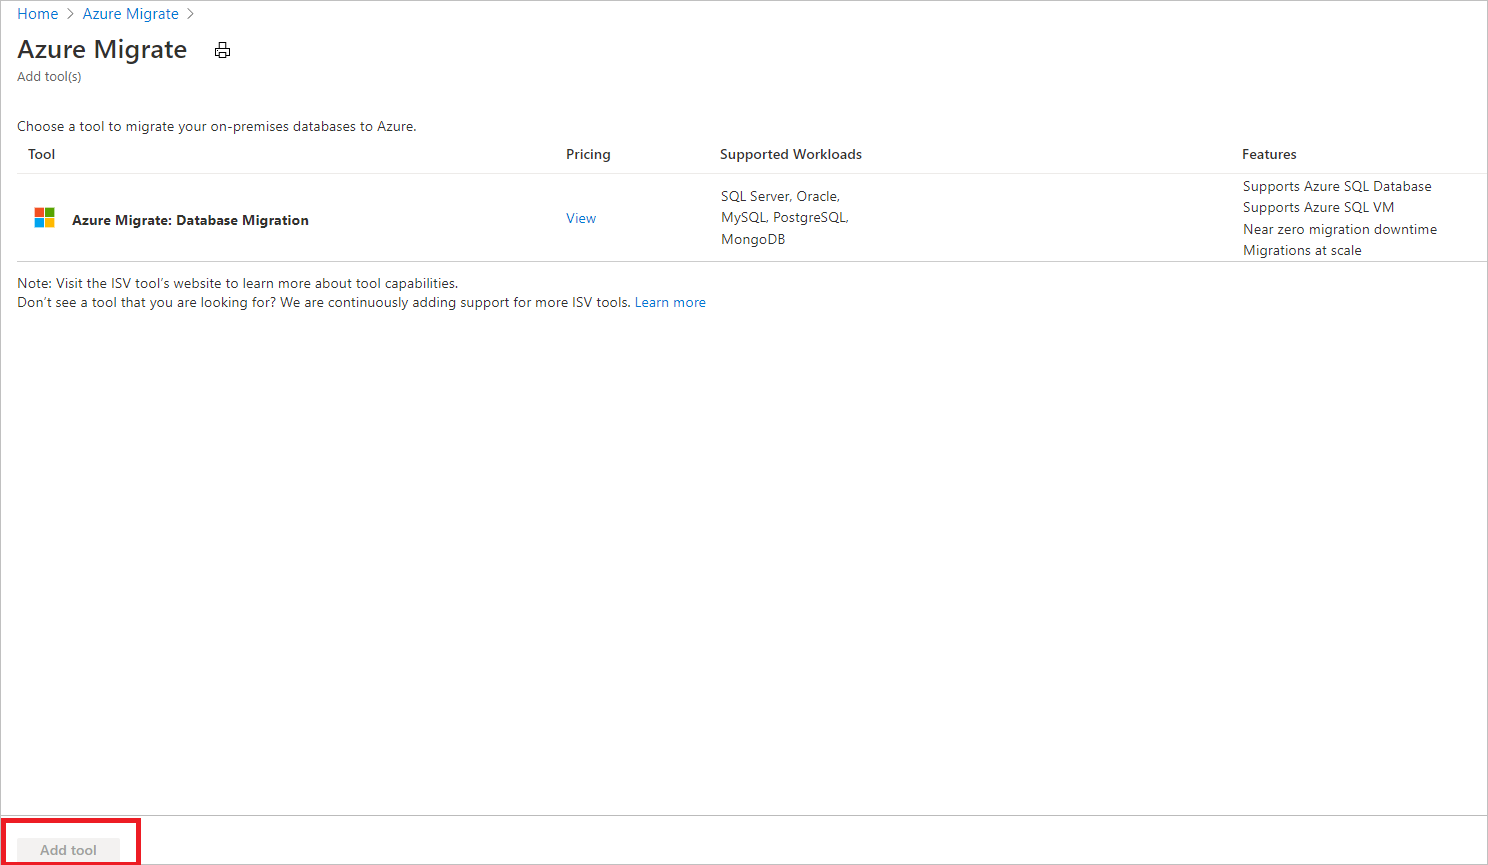 Home > Azure Migrate >
Azure Migrate
Add tool(s)
Choose a tool to migrate your on-premises databases to Azure.
Tool Pricing Supported Workloads Features
Azure Migrate: Database Migration
View
SQL Server, Oracle,
MySQL, PostgreSQL,
MongoDB
Supports Azure SQL Database
Supports Azure SQL VM
Near zero migration downtime
Migrations at scale
Note: Visit the ISV tool's website to learn more about tool capabilities.
Don't see a tool that you are looking for? We are continuously adding support for more ISV tools. Learn more
Add tool